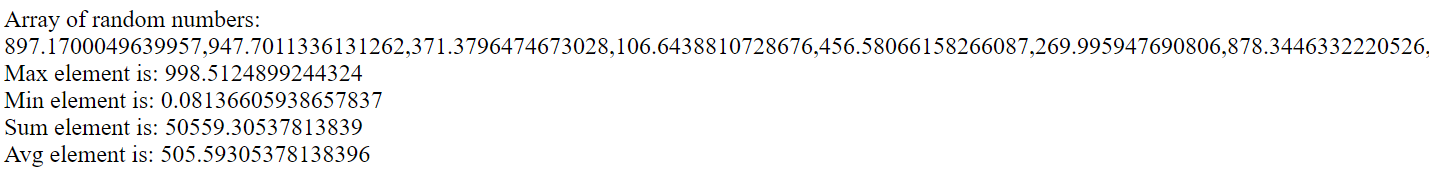 Array of random numbers:
897.1700049639957,947.7011336131262,371.3796474673028,106.6438810728676,456.58066158266087,269.995947690806,878.3446332220526,
Max element is: 998.5124899244324
Min element is: 0.08136605938657837
Sum element is: 50559.30537813839
Avg element is: 505.59305378138396